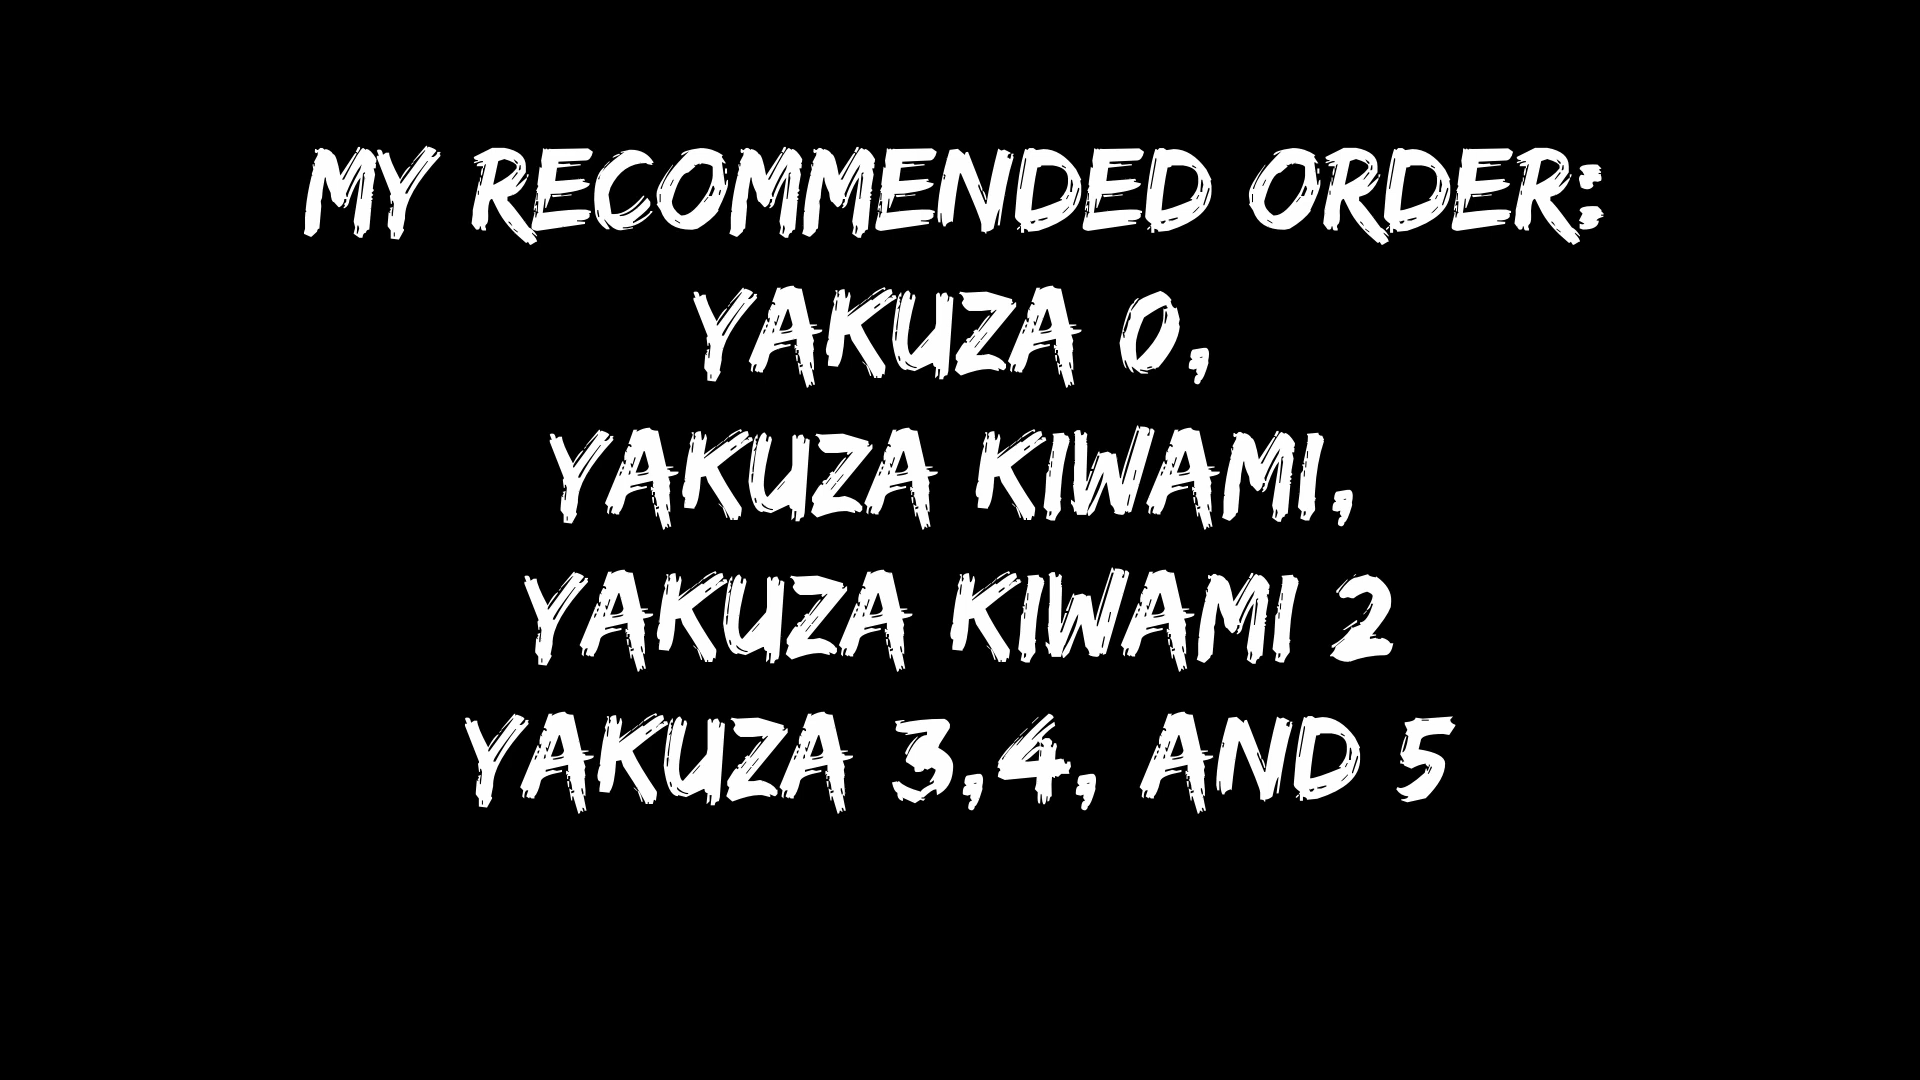 MY RECOMMENDED ORDER:
YAKUZA 0,
YAKUZA KIWAMI,
YAKUZA KIWAMI 2
YAKUZA 3,4, AND 5